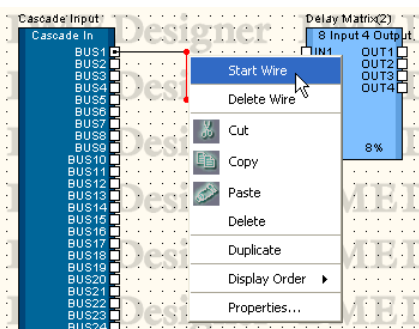 Cascade Input
Cascade In
BUS1
BUS2
BUS3
BUS4
BUS5
BUS6
BUS7
BUS8
BUS9
BUS10
BUS11
BUS12
BUS13
BUS14
BUS15
BUS16
BUS17
BUS18
BUS19
BUS20
BUS21
BUS22
BUS23
BUS24
Designer
Start Wire
Delete Wire
Cut
Copy
Paste
Delete
Duplicate
Display Order
Properties...
Delay Matrix(2)
8 Input 4 Output
IN1 OUT1
OUT2
OUT3
OUT4
8%